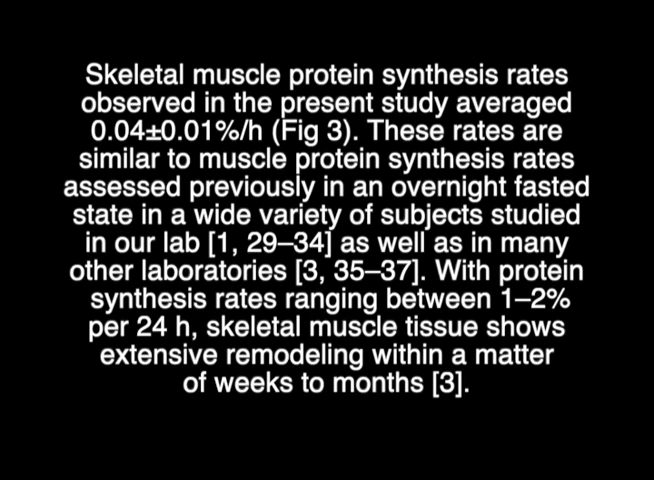 Skeletal muscle protein synthesis rates
observed in the present study averaged
0.04±0.01%/h (Fig 3). These rates are
similar to muscle protein synthesis rates
assessed previously in an overnight fasted
state in a wide variety of subjects studied
in our lab [1, 29–34] as well as in many
other laboratories [3, 35–37]. With protein
synthesis rates ranging between 1–2%
per 24 h, skeletal muscle tissue shows
extensive remodeling within a matter
of weeks to months [3].